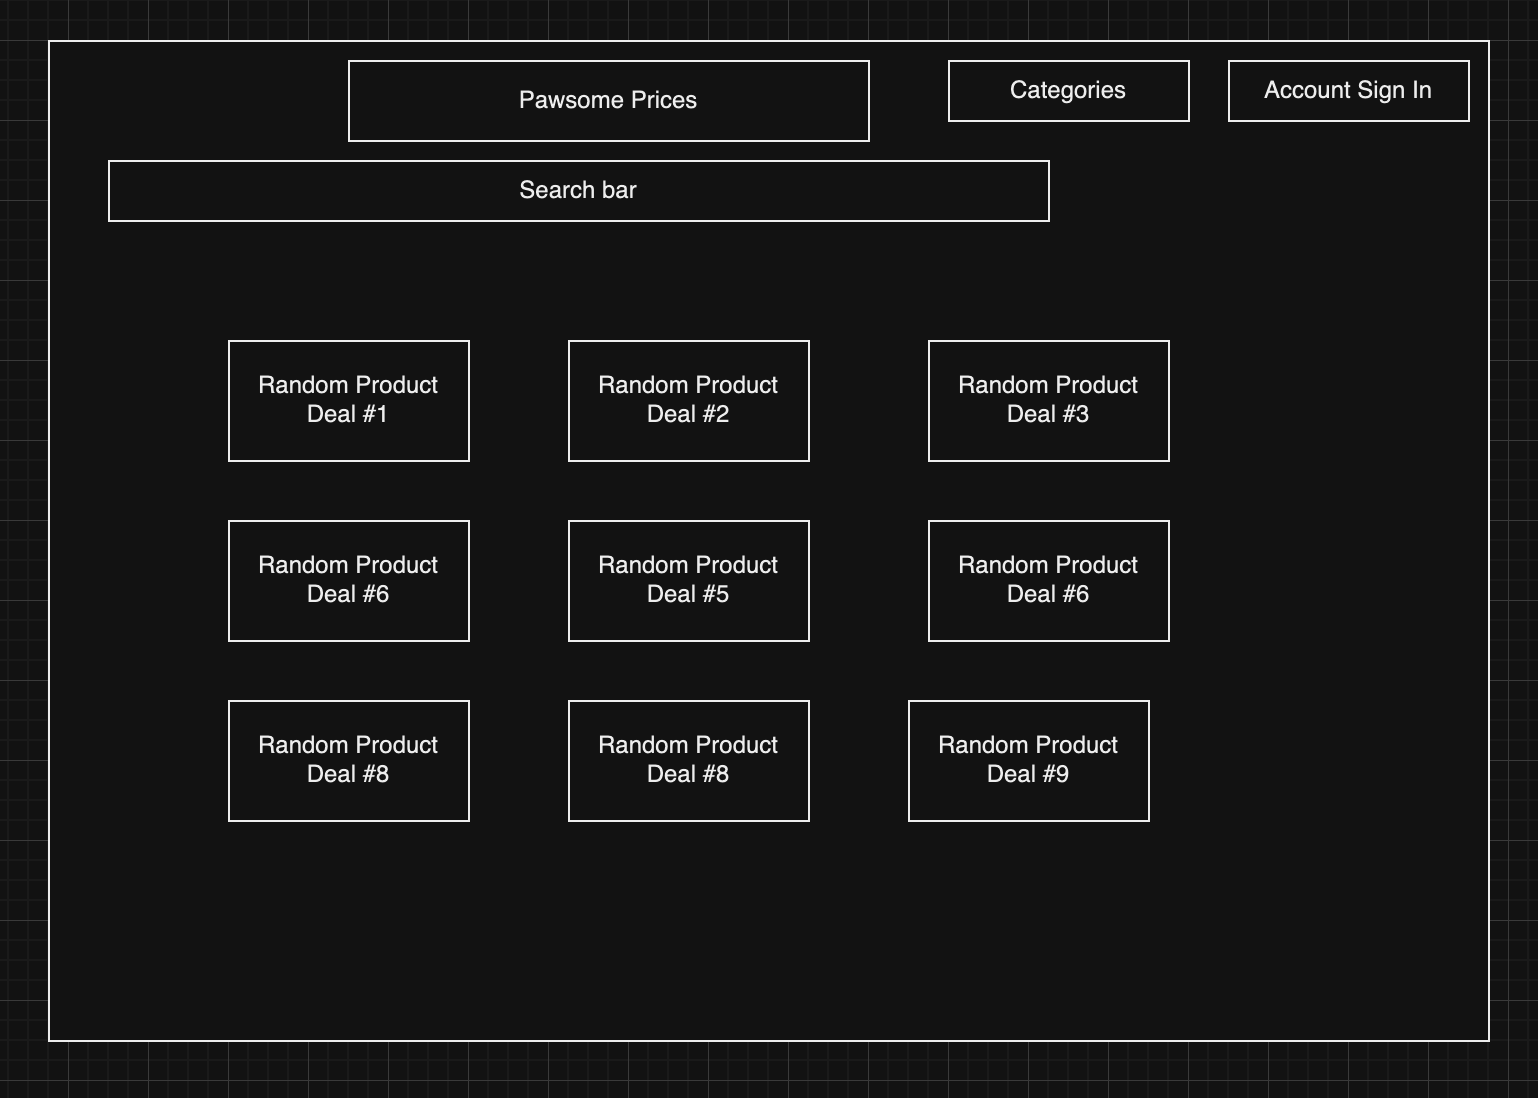 Pawsome Prices
Categories
Account Sign In
Search bar
Random Product
Deal #1
Random Product
Deal #2
Random Product
Deal #3
Random Product
Deal #6
Random Product
Deal #5
Random Product
Deal #6
Random Product
Deal #8
Random Product
Deal #8
Random Product
Deal #9